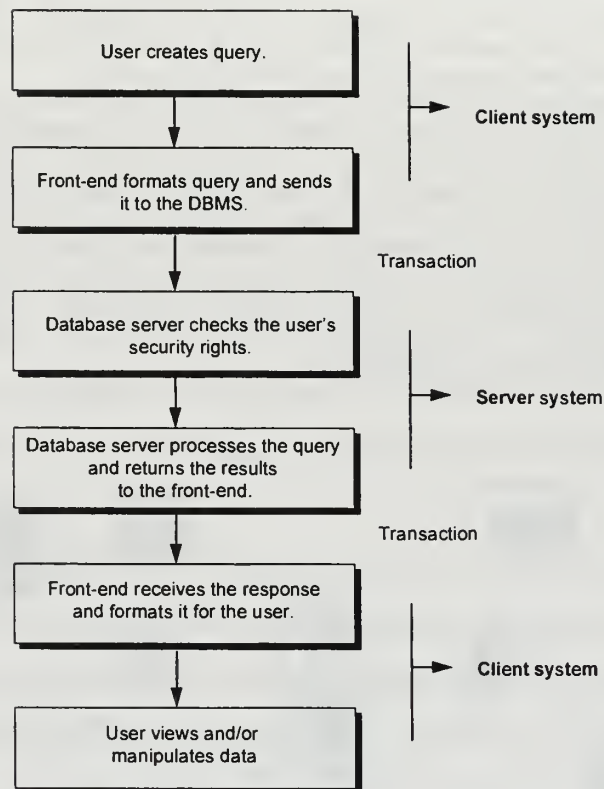 User creates query.
Client system
Front-end formats query and sends
it to the DBMS.
Transaction
Database server checks the user's
security rights.
Server system
Database server processes the query
and returns the results
to the front-end.
Transaction
Front-end receives the response
and formats it for the user.
Client system
User views and/or
manipulates data